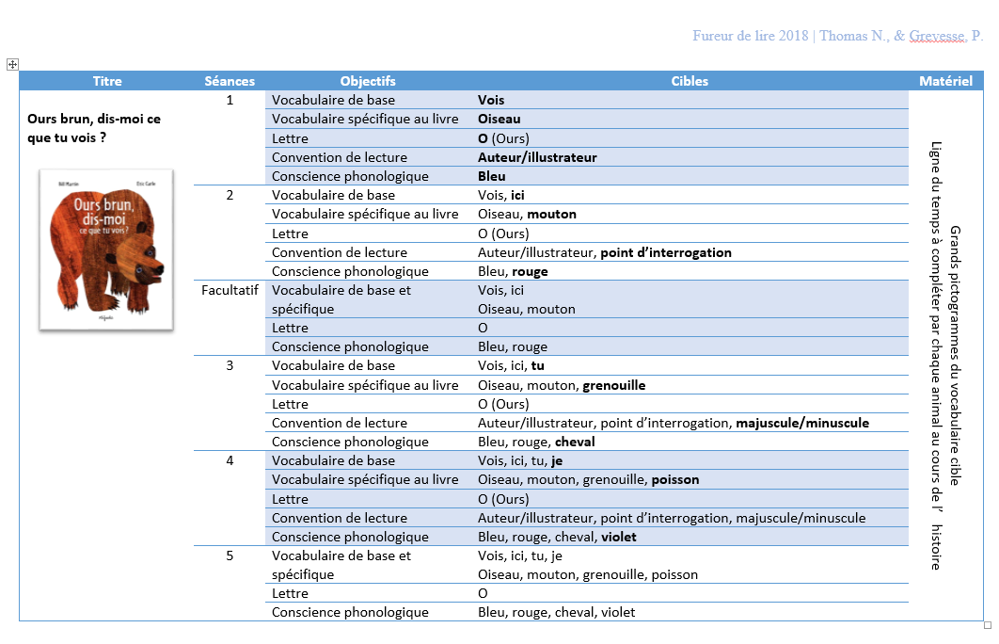 Fureur de lire 2018 | Thomas N., & Grevesse, P.
Titre Séances Objectifs Cibles Matériel
Ours brun, dis-moi ce
que tu vois ?
Bill Martin Eric Carle
Ours brun,
dis-moi
ce que tu vois?
1
Vocabulaire de base Vois
Vocabulaire spécifique au livre Oiseau
Lettre O (Ours)
Convention de lecture Auteur/illustrateur
Conscience phonologique Bleu
2
Vocabulaire de base Vois, ici
Vocabulaire spécifique au livre Oiseau, mouton
Lettre O (Ours)
Convention de lecture Auteur/illustrateur, point d’interrogation
Conscience phonologique Bleu, rouge
Facultatif
Vocabulaire de base et Vois, ici
spécifique Oiseau, mouton
Lettre O
Conscience phonologique Bleu, rouge
3
Vocabulaire de base Vois, ici, tu
Vocabulaire spécifique au livre Oiseau, mouton, grenouille
Lettre O (Ours)
Convention de lecture Auteur/illustrateur, point d’interrogation, majuscule/minuscule
Conscience phonologique Bleu, rouge, cheval
4
Vocabulaire de base Vois, ici, tu, je
Vocabulaire spécifique au livre Oiseau, mouton, grenouille, poisson
Lettre O (Ours)
Convention de lecture Auteur/illustrateur, point d’interrogation, majuscule/minuscule
Conscience phonologique Bleu, rouge, cheval, violet
5
Vocabulaire de base et Vois, ici, tu, je
spécifique Oiseau, mouton, grenouille, poisson
Lettre O
Conscience phonologique Bleu, rouge, cheval, violet
Grands pictogrammes du vocabulaire cible
Ligne du temps à compléter par chaque animal au cours de l’ histoire